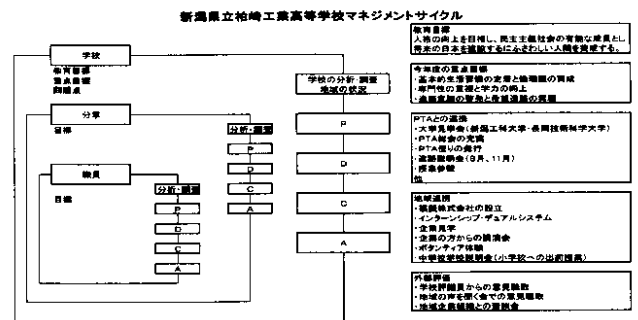 新潟県立柏崎工業高等学校マネジメントサイクル
学校
教育目標
重点目標
問題点
分掌
目標
職員
目標
分析・調査
P
D
C
A
分析・調査
P
D
C
A
学校の分析・調査
地域の状況
P
D
C
A
教育目標
人格の向上を目指し、民主主義社会の有能な成員とし
将来の日本を建設するにふさわしい人間を育成する。
今年度の重点目標
・基本的生活習慣の定着と倫理観の育成
・専門性の重視と学力の向上
・進路意識の啓発と希望進路の実現
PTAとの連携
・大学見学会(新潟工科大学・長岡技術科学大学)
・PTA総会の充実
・PTA便りの発行
・進路説明会(9月、11月)
・授業参観
他
地域連携
・模擬株式会社の設立
・インターンシップ・デュアルシステム
・企業見学
・企業の方からの講演会
・ボランティア体験
・中学校学校説明会(小学校への出前授業)
外部評価
・学校評議員からの意見聴取
・地域の声を聞く会での意見聴取
・地域企業組織との懇談会